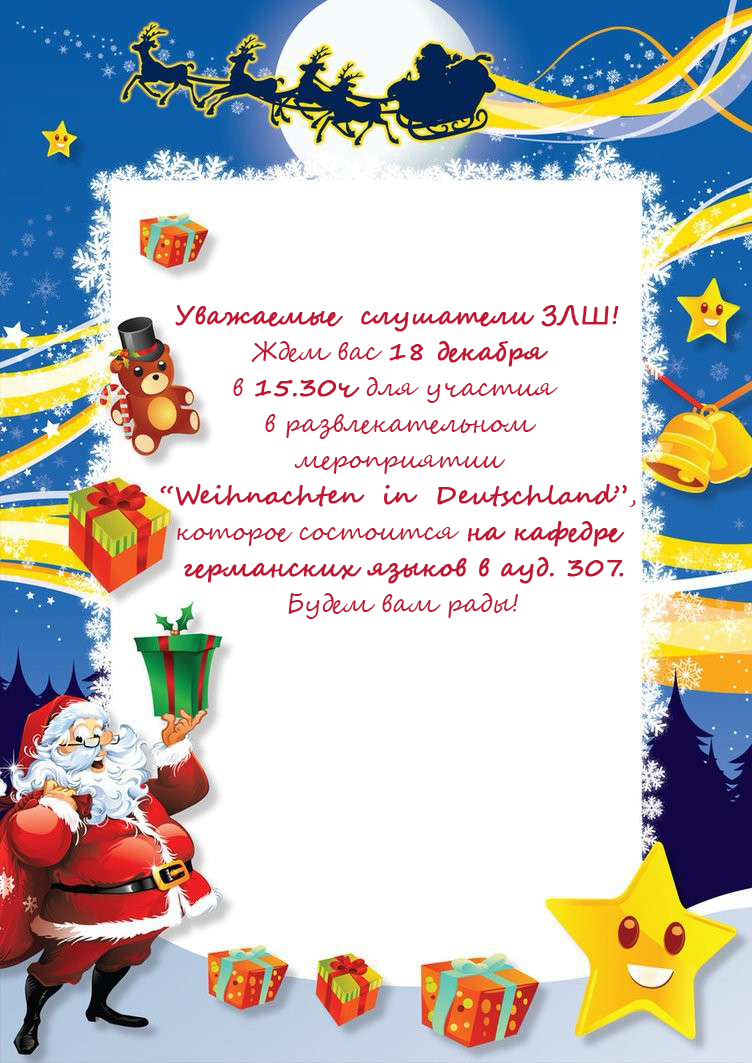 Уважаемые слушатели ЗЛШ!
Ждем вас 18 декабря
в 15.30ч для участия
в развлекательном
мероприятии
“Weihnachten in Deutschland”,
которое состоится на кафедре
германских языков в ауд. 307.
Будем вам рады!